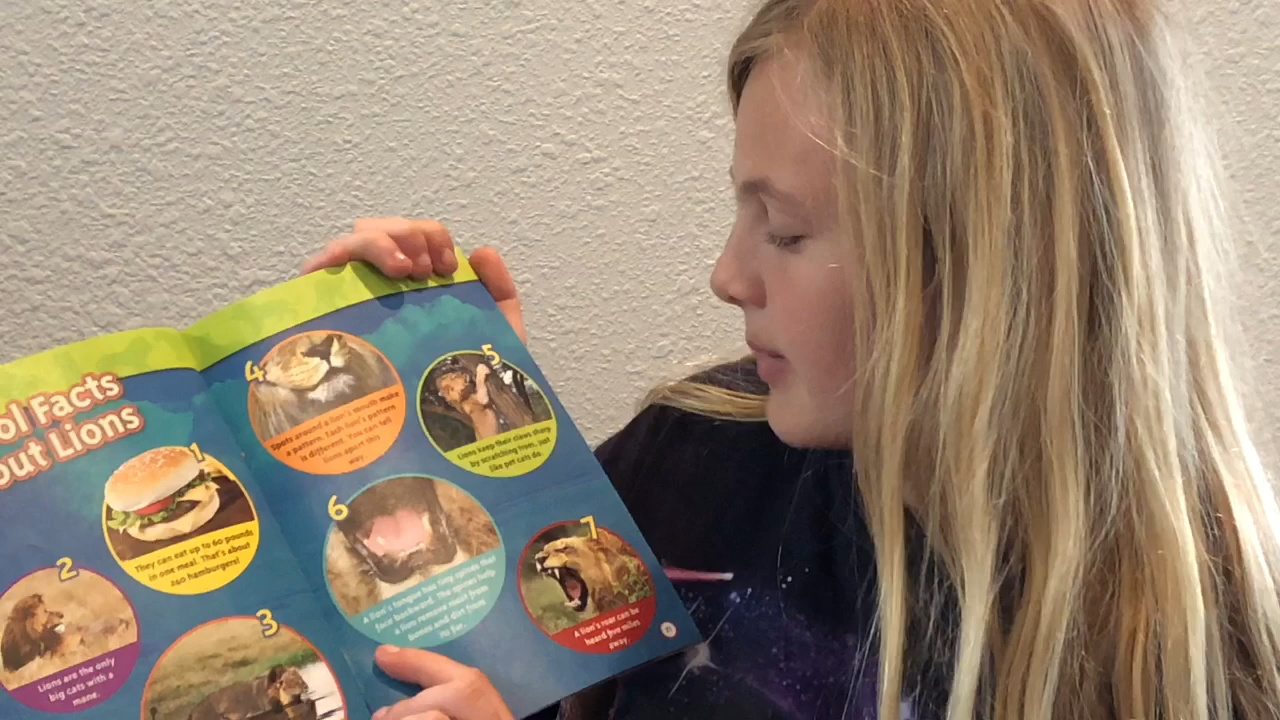 ol Facts
out Lions
1
They can eat up to 60 pounds
in one meal. That's about
240 hamburgers!
2
Lions are the only
big cats with a
mane.
3
4
Spots around a lion's mouth make
a pattern. Each lion's pattern
is different. You can tell
lions apart this
way.
5
Lions keep their claws sharp
by scratching trees, just
like pet cats do.
6
A lion's tongue has tiny spines that
face backward. The spines help
a lion remove meat from
bones and dirt from
its fur.
7
A lion's roar can be
heard five miles
away.